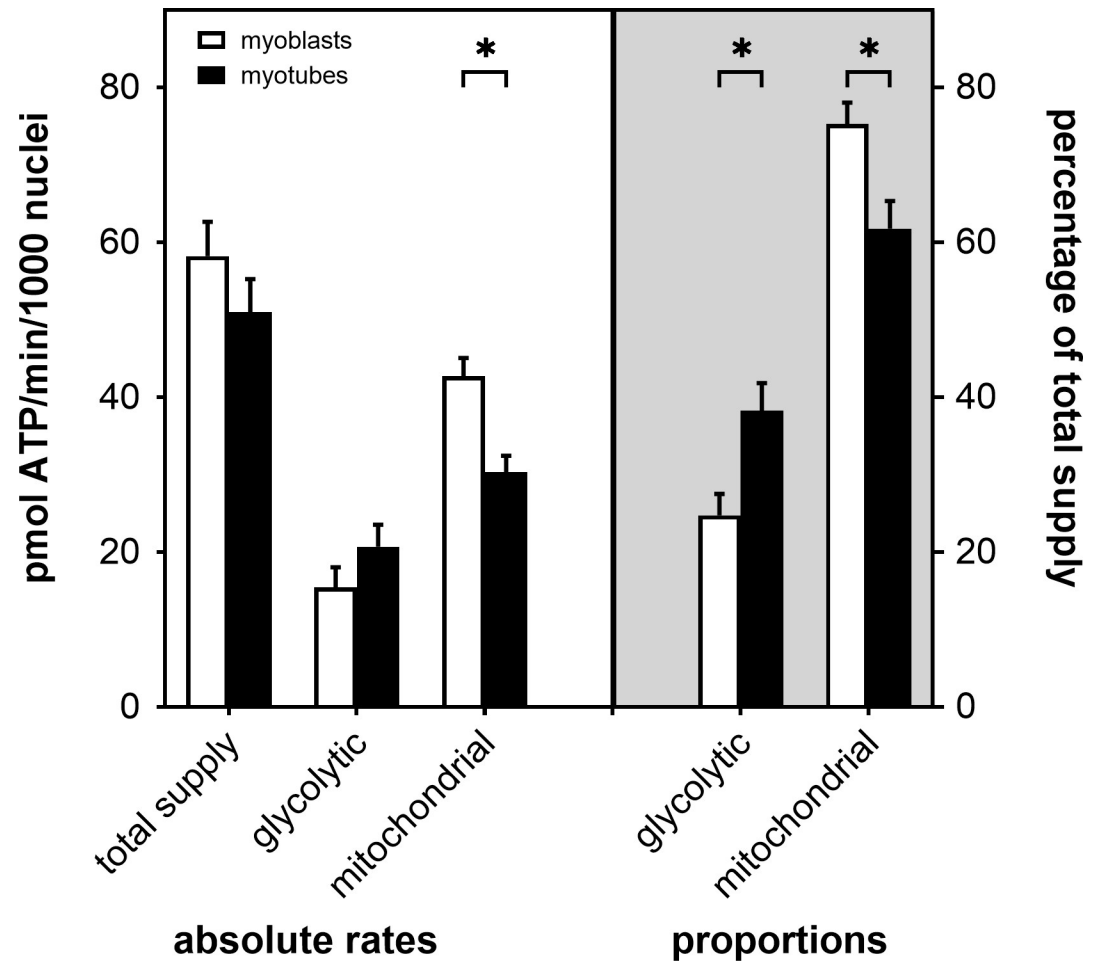 myoblasts
myotubes
pmol ATP/min/1000 nuclei
80
60
40
20
0
*
*
*
80
60
40
20
0
percentage of total supply
total supply
glycolytic
mitochondrial
glycolytic
mitochondrial
absolute rates
proportions